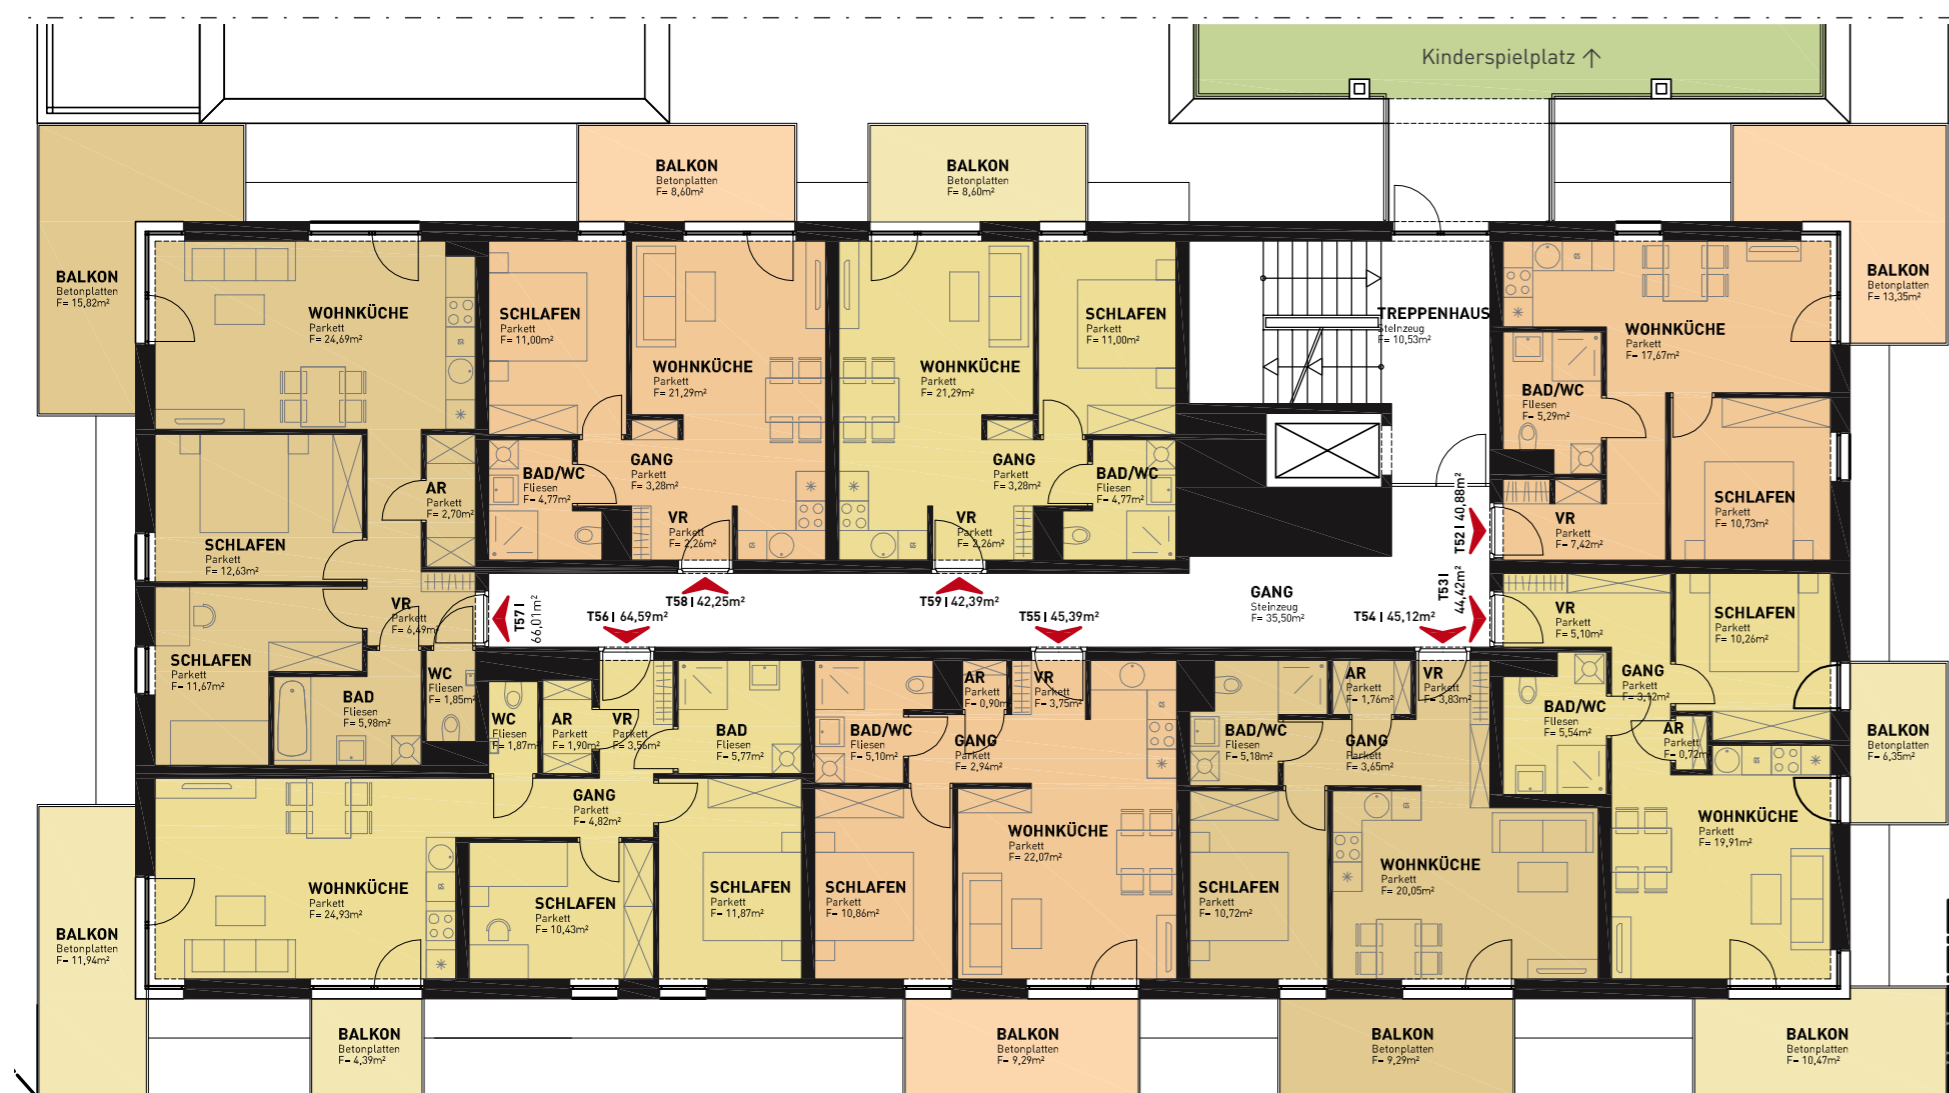 Kinderspielplatz ↑
BALKON
Betonplatten
F= 8,60m²
BALKON
Betonplatten
F= 8,60m²
BALKON
Betonplatten
F= 15,82m²
BALKON
Betonplatten
F= 13,35m²
WOHNKÜCHE
Parkett
F= 24,69m²
SCHLAFEN
Parkett
F= 11,00m²
WOHNKÜCHE
Parkett
F= 21,29m²
WOHNKÜCHE
Parkett
F= 21,29m²
SCHLAFEN
Parkett
F= 11,00m²
TREPPENHAUS
Steinzeug
F= 10,53m²
WOHNKÜCHE
Parkett
F= 17,67m²
BAD/WC
Fliesen
F= 5,29m²
AR
Parkett
F= 2,70m²
BAD/WC
Fliesen
F= 4,77m²
GANG
Parkett
F= 3,28m²
VR
Parkett
F= 2,26m²
GANG
Parkett
F= 3,28m²
VR
Parkett
F= 2,26m²
BAD/WC
Fliesen
F= 4,77m²
SCHLAFEN
Parkett
F= 12,63m²
T52 I 40,88m²
VR
Parkett
F= 7,42m²
SCHLAFEN
Parkett
F= 10,73m²
VR
Parkett
F= 6,49m²
T57 I
66,01m²
T56 I 64,59m²
T58 I 42,25m²
T59 I 42,39m²
T55 I 45,39m²
GANG
Steinzeug
F= 35,50m²
T54 I 45,12m²
T53 I
44,42m²
VR
Parkett
F= 5,10m²
SCHLAFEN
Parkett
F= 10,26m²
SCHLAFEN
Parkett
F= 11,67m²
BAD
Fliesen
F= 5,98m²
WC
Fliesen
F= 1,85m²
WC
Fliesen
F= 1,87m²
AR
Parkett
F= 1,90m²
VR
Parkett
F= 3,56m²
BAD
Fliesen
F= 5,77m²
BAD/WC
Fliesen
F= 5,10m²
AR
Parkett
F= 0,90m²
VR
Parkett
F= 3,75m²
GANG
Parkett
F= 2,94m²
BAD/WC
Fliesen
F= 5,18m²
AR
Parkett
F= 1,76m²
VR
Parkett
F= 3,83m²
GANG
Parkett
F= 3,65m²
BAD/WC
Fliesen
F= 5,54m²
GANG
Parkett
F= 3,12m²
AR
Parkett
F= 0,72m²
BALKON
Betonplatten
F= 6,35m²
GANG
Parkett
F= 4,82m²
WOHNKÜCHE
Parkett
F= 24,93m²
SCHLAFEN
Parkett
F= 10,43m²
SCHLAFEN
Parkett
F= 11,87m²
SCHLAFEN
Parkett
F= 10,86m²
WOHNKÜCHE
Parkett
F= 22,07m²
SCHLAFEN
Parkett
F= 10,72m²
WOHNKÜCHE
Parkett
F= 20,05m²
WOHNKÜCHE
Parkett
F= 19,91m²
BALKON
Betonplatten
F= 11,94m²
BALKON
Betonplatten
F= 4,39m²
BALKON
Betonplatten
F= 9,29m²
BALKON
Betonplatten
F= 9,29m²
BALKON
Betonplatten
F= 10,47m²